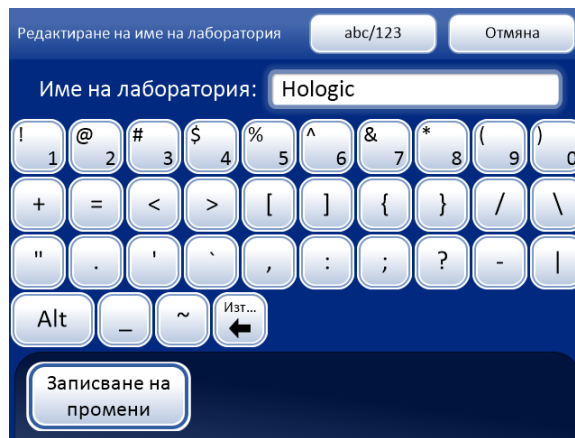 Редактиране на име на лаборатория abc/123 Отмяна
Име на лаборатория: Hologic
! @ # $ % ^ & * ( )
1 2 3 4 5 6 7 8 9 0
+ = < > [ ] { } / \
" . ' ` , : ; ? - |
Alt _ ~ Изт...
Записване на
промени